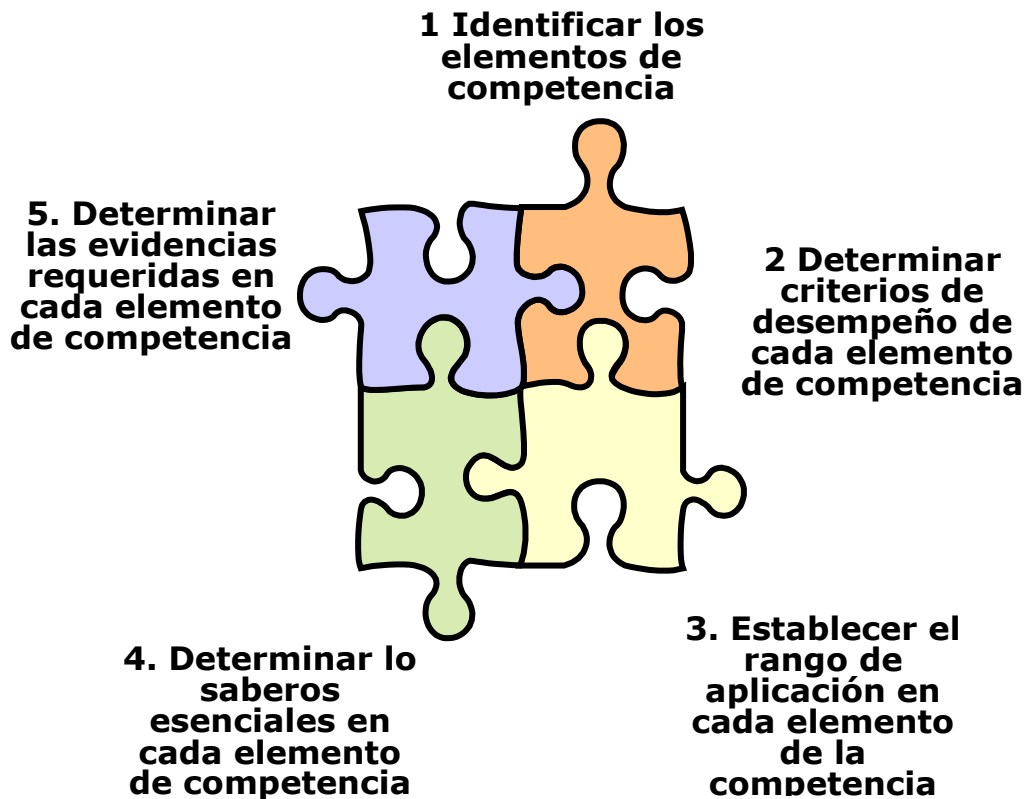 1 Identificar los
elementos de
competencia
2 Determinar
criterios de
desempeño de
cada elemento
de competencia
3. Establecer el
rango de
aplicación en
cada elemento
de la
competencia
4. Determinar lo
saberos
esenciales en
cada elemento
de competencia
5. Determinar
las evidencias
requeridas en
cada elemento
de competencia